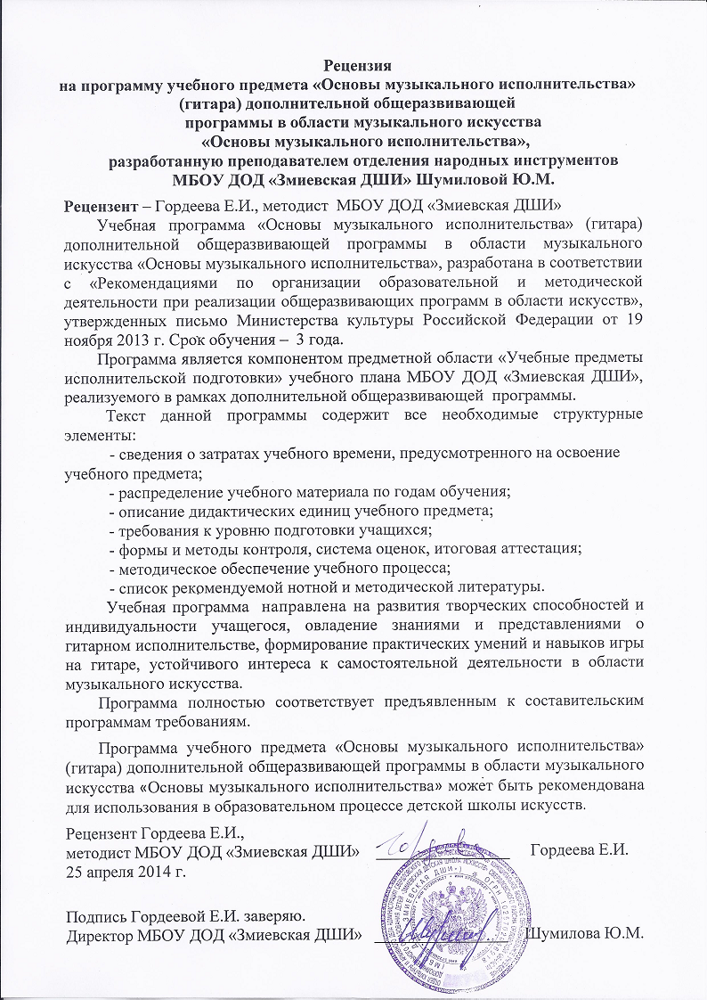 Рецензия
на программу учебного предмета «Основы музыкального исполнительства»
(гитара) дополнительной общеразвивающей
программы в области музыкального искусства
«Основы музыкального исполнительства»,
разработанную преподавателем отделения народных инструментов
МБОУ ДОД «Змиевская ДШИ» Шумиловой Ю.М.
Рецензент – Гордеева Е.И., методист МБОУ ДОД «Змиевская ДШИ»
Учебная программа «Основы музыкального исполнительства» (гитара)
дополнительной общеразвивающей программы в области музыкального
искусства «Основы музыкального исполнительства», разработана в соответствии
с «Рекомендациями по организации образовательной и методической
деятельности при реализации общеразвивающих программ в области искусств»,
утвержденных письмо Министерства культуры Российской Федерации от 19
ноября 2013 г. Срок обучения – 3 года.
Программа является компонентом предметной области «Учебные предметы
исполнительской подготовки» учебного плана МБОУ ДОД «Змиевская ДШИ»,
реализуемого в рамках дополнительной общеразвивающей программы.
Текст данной программы содержит все необходимые структурные
элементы:
- сведения о затратах учебного времени, предусмотренного на освоение
учебного предмета;
- распределение учебного материала по годам обучения;
- описание дидактических единиц учебного предмета;
- требования к уровню подготовки учащихся;
- формы и методы контроля, система оценок, итоговая аттестация;
- методическое обеспечение учебного процесса;
- список рекомендуемой нотной и методической литературы.
Учебная программа направлена на развития творческих способностей и
индивидуальности учащегося, овладение знаниями и представлениями о
гитарном исполнительстве, формирование практических умений и навыков игры
на гитаре, устойчивого интереса к самостоятельной деятельности в области
музыкального искусства.
Программа полностью соответствует предъявленным к составительским
программам требованиям.
Программа учебного предмета «Основы музыкального исполнительства»
(гитара) дополнительной общеразвивающей программы в области музыкального
искусства «Основы музыкального исполнительства» может быть рекомендована
для использования в образовательном процессе детской школы искусств.
Рецензент Гордеева Е.И.,
методист МБОУ ДОД «Змиевская ДШИ» Гордеева Е.И.
25 апреля 2014 г.
Подпись Гордеевой Е.И. заверяю.
Директор МБОУ ДОД «Змиевская ДШИ» Шумилова Ю.М.